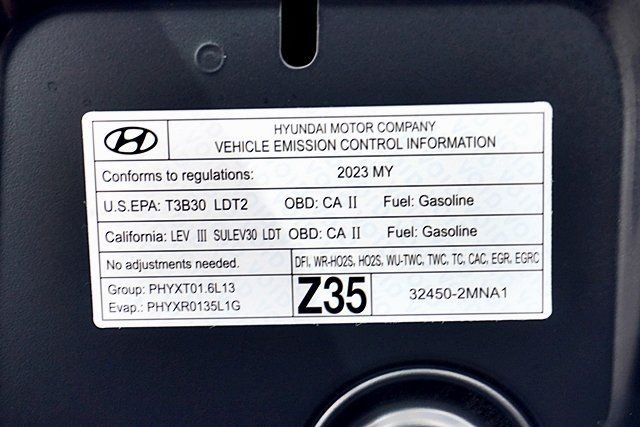 HYUNDAI MOTOR COMPANY
VEHICLE EMISSION CONTROL INFORMATION
Conforms to regulations: 2023 MY
U.S.EPA: T3B30 LDT2 OBD: CA II Fuel: Gasoline
California: LEV III SULEV30 LDT OBD: CA II Fuel: Gasoline
No adjustments needed. DFI, WR-HO2S, HO2S, WU-TWC, TWC, TC, CAC, EGR, EGRC
Group: PHYXT01.6L13
Evap.: PHYXR0135L1G
Z35
32450-2MNA1